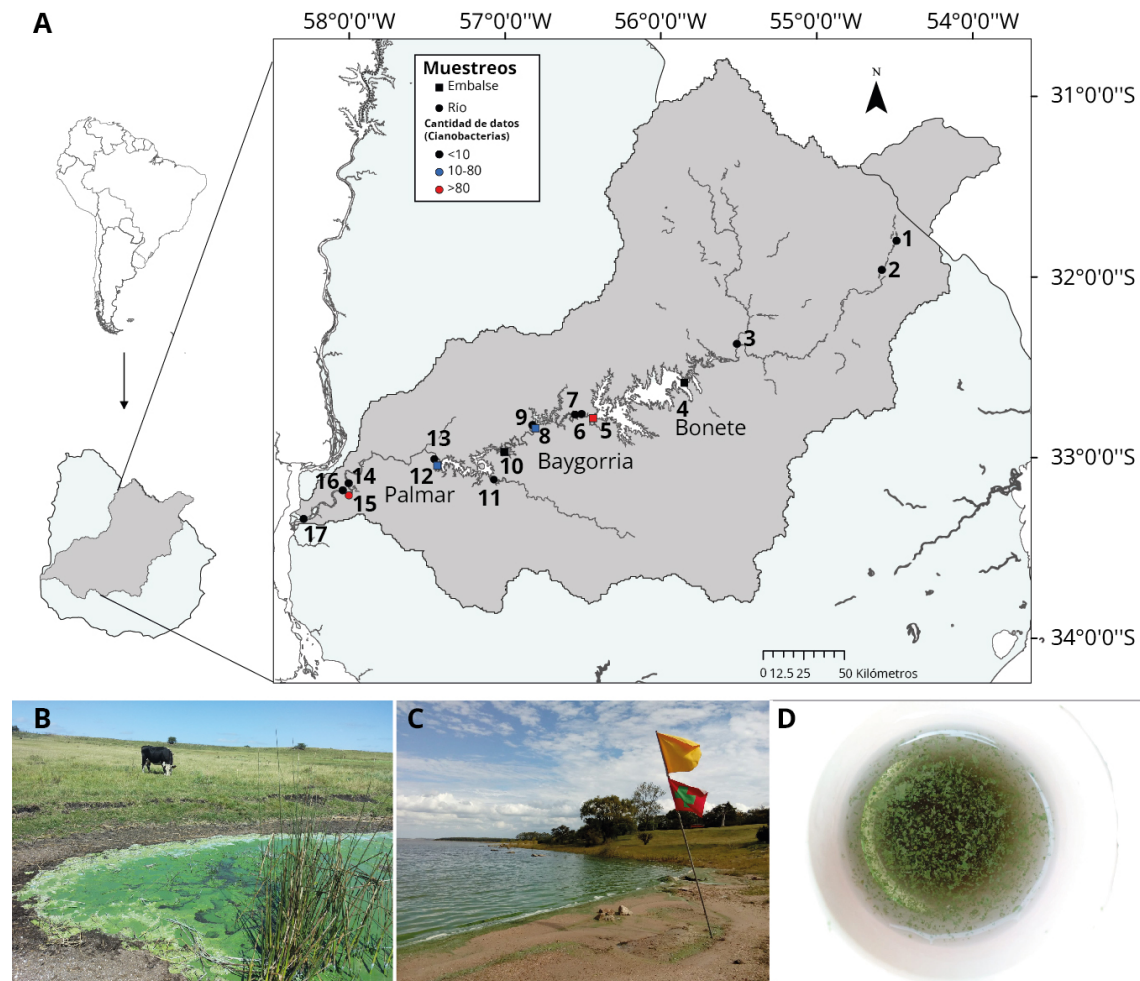 A
58°0'0''W 57°0'0''W 56°0'0''W 55°0'0''W 54°0'0''W
Muestreos
Embalse
Rio
Cantidad de datos
(Cianobacterias)
<10
10-80
>80
N
31°0'0''S
32°0'0''S
33°0'0''S
34°0'0''S
1
2
3
4
Bonete
5
6
7
8
9
Baygorria
10
11
12
13
Palmar
14
15
16
17
0 12.5 25 50 Kilómetros
B
C
D